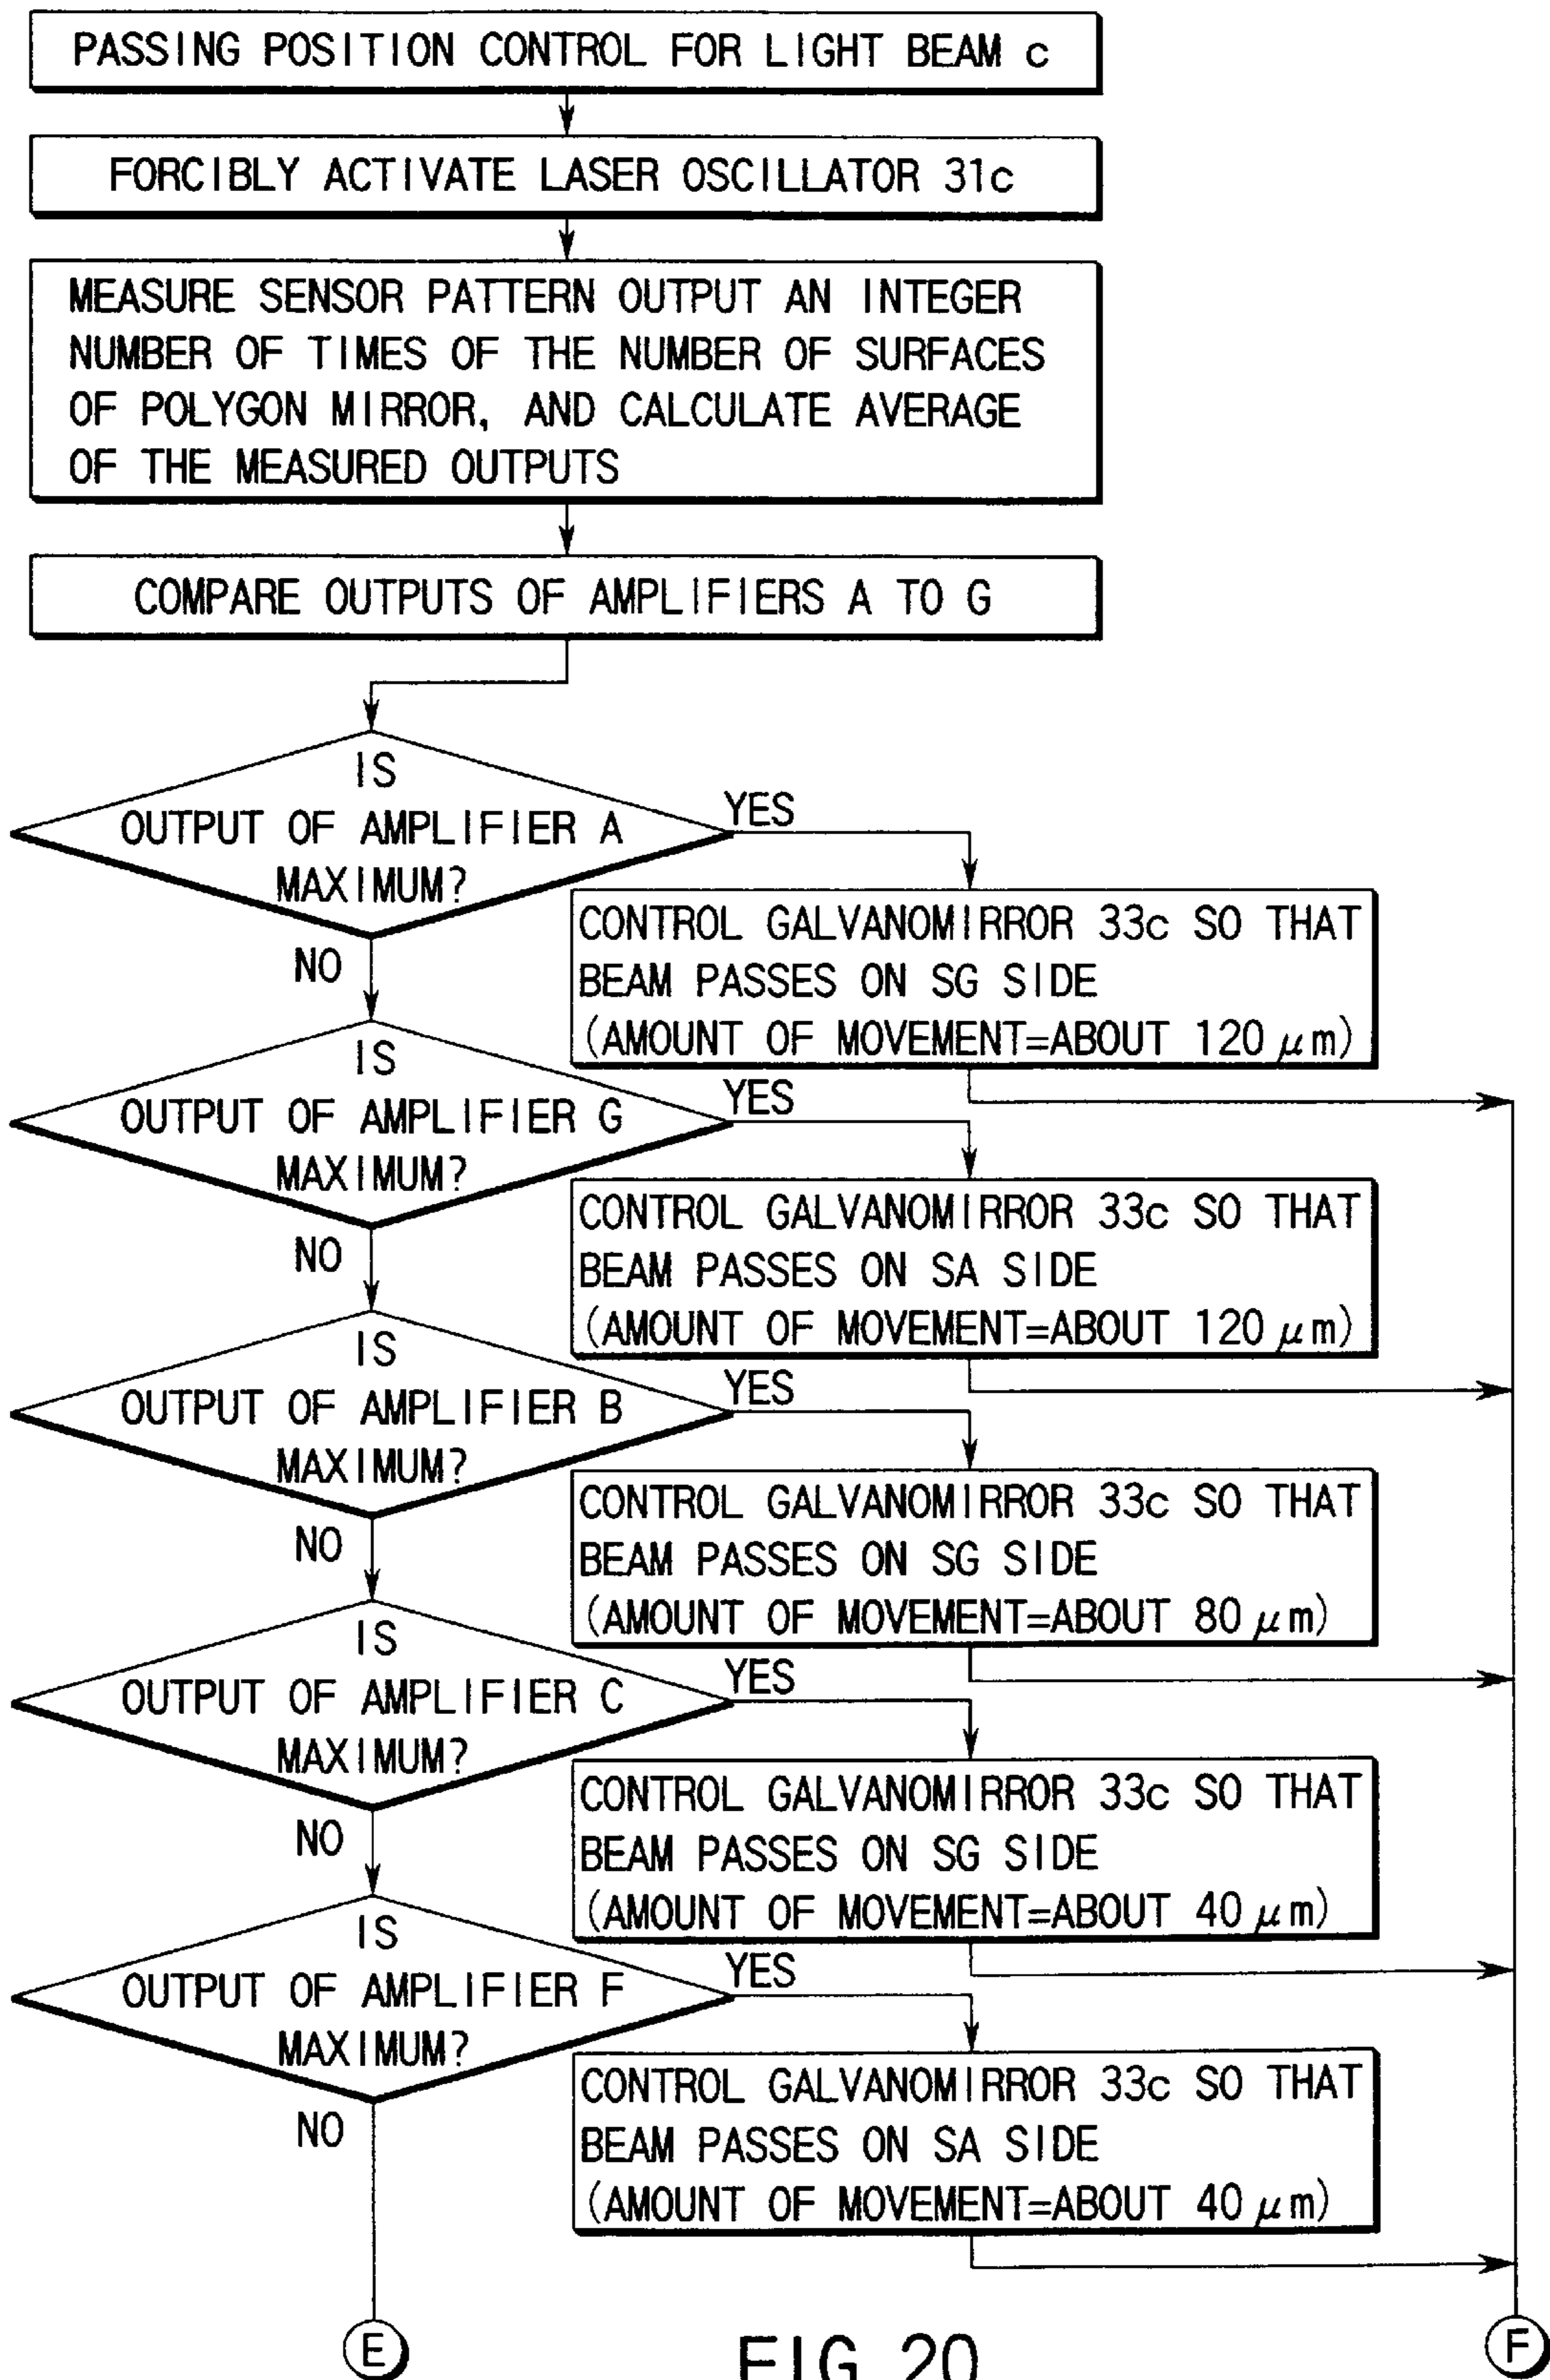 PASSING POSITION CONTROL FOR LIGHT BEAM c
FORCIBLY ACTIVATE LASER OSCILLATOR 31c
MEASURE SENSOR PATTERN OUTPUT AN INTEGER
NUMBER OF TIMES OF THE NUMBER OF SURFACES
OF POLYGON MIRROR, AND CALCULATE AVERAGE
OF THE MEASURED OUTPUTS
COMPARE OUTPUTS OF AMPLIFIERS A TO G
IS
OUTPUT OF AMPLIFIER A
MAXIMUM?
YES
NO
CONTROL GALVANOMIRROR 33c SO THAT
BEAM PASSES ON SG SIDE
(AMOUNT OF MOVEMENT=ABOUT 120 μm)
IS
OUTPUT OF AMPLIFIER G
MAXIMUM?
YES
NO
CONTROL GALVANOMIRROR 33c SO THAT
BEAM PASSES ON SA SIDE
(AMOUNT OF MOVEMENT=ABOUT 120 μm)
IS
OUTPUT OF AMPLIFIER B
MAXIMUM?
YES
NO
CONTROL GALVANOMIRROR 33c SO THAT
BEAM PASSES ON SG SIDE
(AMOUNT OF MOVEMENT=ABOUT 80 μm)
IS
OUTPUT OF AMPLIFIER C
MAXIMUM?
YES
NO
CONTROL GALVANOMIRROR 33c SO THAT
BEAM PASSES ON SG SIDE
(AMOUNT OF MOVEMENT=ABOUT 40 μm)
IS
OUTPUT OF AMPLIFIER F
MAXIMUM?
YES
NO
CONTROL GALVANOMIRROR 33c SO THAT
BEAM PASSES ON SA SIDE
(AMOUNT OF MOVEMENT=ABOUT 40 μm)
E
F
FIG. 20